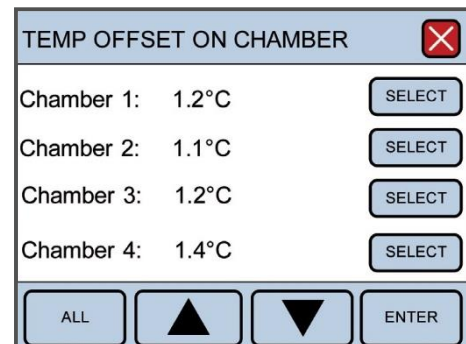 TEMP OFFSET ON CHAMBER
Chamber 1: 1.2°C SELECT
Chamber 2: 1.1°C SELECT
Chamber 3: 1.2°C SELECT
Chamber 4: 1.4°C SELECT
ALL ENTER